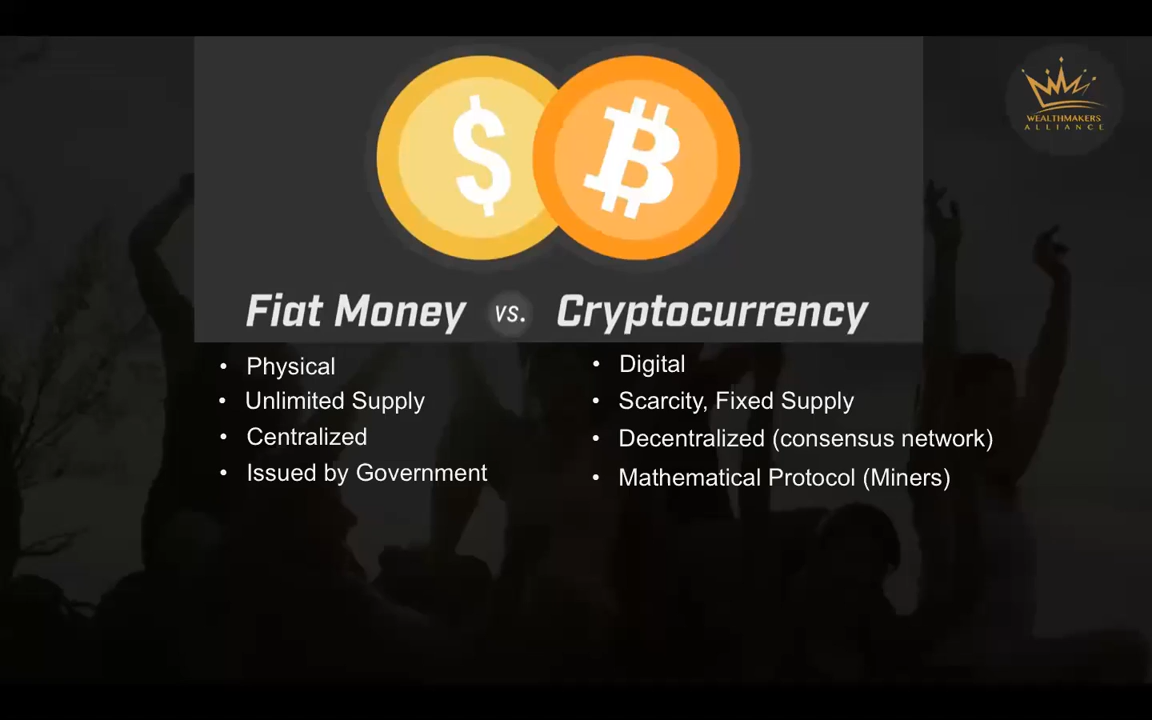 $
₿
WEALTHMAKERS
ALLIANCE
Fiat Money vs. Cryptocurrency
• Physical
• Unlimited Supply
• Centralized
• Issued by Government
• Digital
• Scarcity, Fixed Supply
• Decentralized (consensus network)
• Mathematical Protocol (Miners)